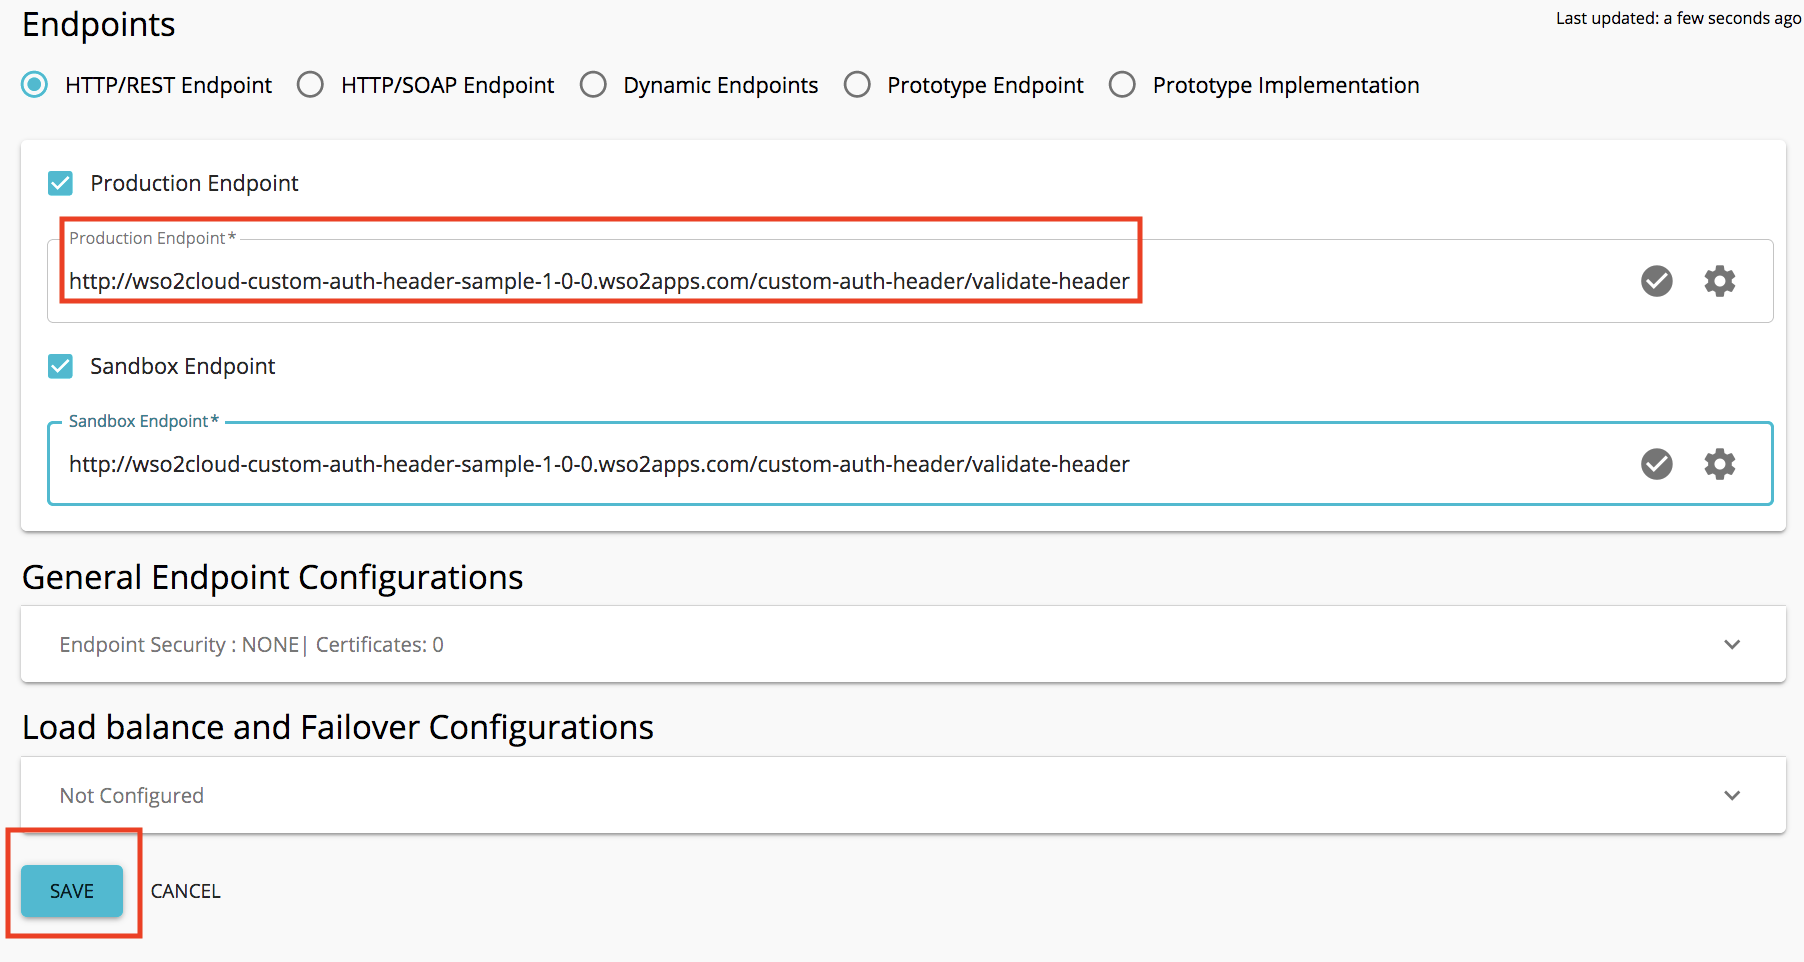 Endpoints
Last updated: a few seconds ago
HTTP/REST Endpoint HTTP/SOAP Endpoint Dynamic Endpoints Prototype Endpoint Prototype Implementation
Production Endpoint
Production Endpoint*
http://wso2cloud-custom-auth-header-sample-1-0-0.wso2apps.com/custom-auth-header/validate-header
Sandbox Endpoint
Sandbox Endpoint*
http://wso2cloud-custom-auth-header-sample-1-0-0.wso2apps.com/custom-auth-header/validate-header
General Endpoint Configurations
Endpoint Security : NONE| Certificates: 0
Load balance and Failover Configurations
Not Configured
SAVE CANCEL